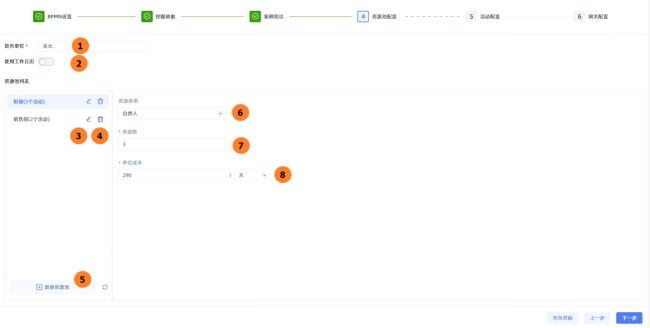 BPMN设置
挖掘依据
案例到达
4 资源池配置
5 活动配置
6 网关配置
货币单位 *
美元
1
使用工作日历
2
资源池列表
财务(2个活动)
销售部(2个活动)
3
4
新增资源池
5
资源类型
自然人
6
* 资源数
3
7
* 单位成本
290 / 天
8
存为草稿
上一步
下一步